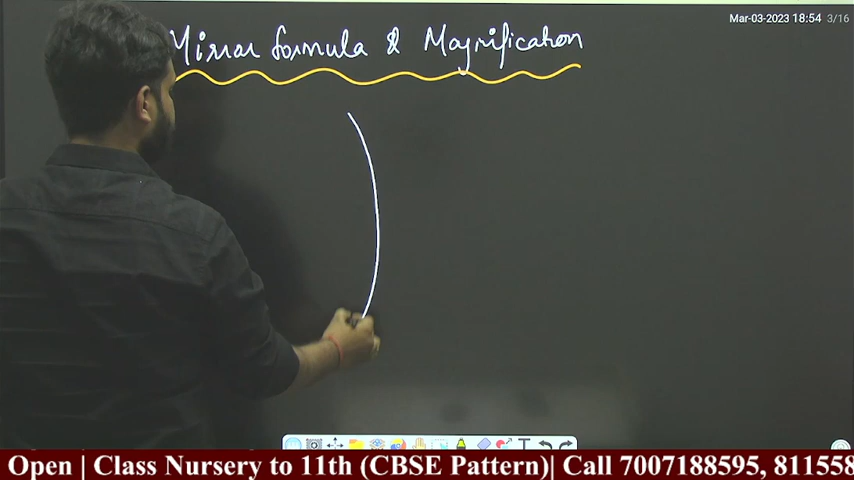 Mirror formula & Magnification
Mar-03-2023 18:54 3/16
Open | Class Nursery to 11th (CBSE Pattern)| Call 7007188595, 811558